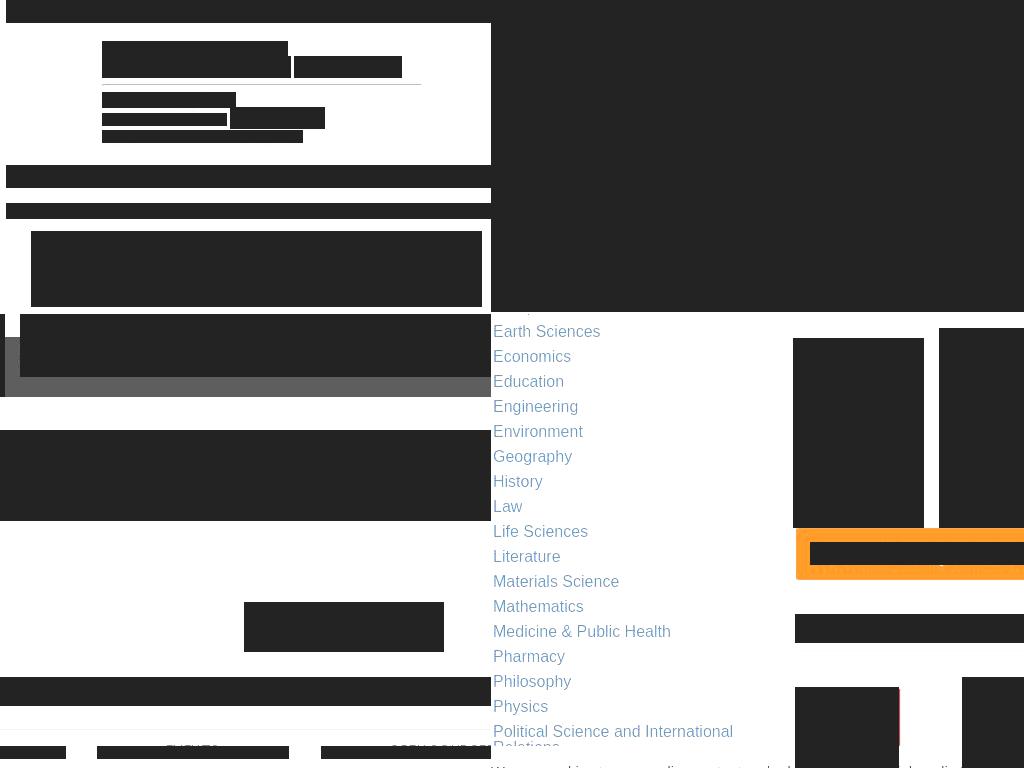 Earth Sciences
Economics
Education
Engineering
Environment
Geography
History
Law
Life Sciences
Literature
Materials Science
Mathematics
Medicine & Public Health
Pharmacy
Philosophy
Physics
Political Science and International
Relations